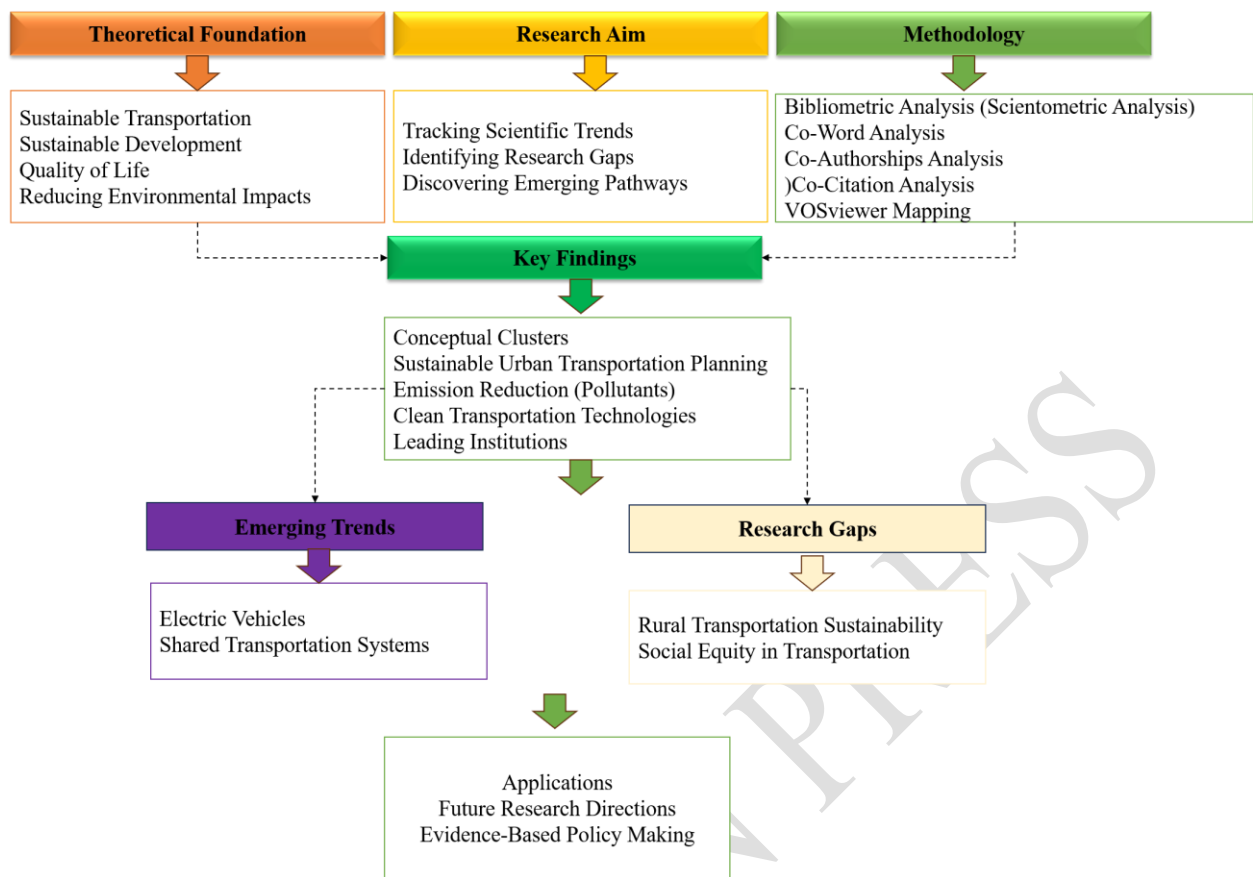 Theoretical Foundation
Sustainable Transportation
Sustainable Development
Quality of Life
Reducing Environmental Impacts
Research Aim
Tracking Scientific Trends
Identifying Research Gaps
Discovering Emerging Pathways
Methodology
Bibliometric Analysis (Scientometric Analysis)
Co-Word Analysis
Co-Authorships Analysis
)Co-Citation Analysis
VOSviewer Mapping
Key Findings
Conceptual Clusters
Sustainable Urban Transportation Planning
Emission Reduction (Pollutants)
Clean Transportation Technologies
Leading Institutions
Emerging Trends
Electric Vehicles
Shared Transportation Systems
Research Gaps
Rural Transportation Sustainability
Social Equity in Transportation
Applications
Future Research Directions
Evidence-Based Policy Making
PRESS